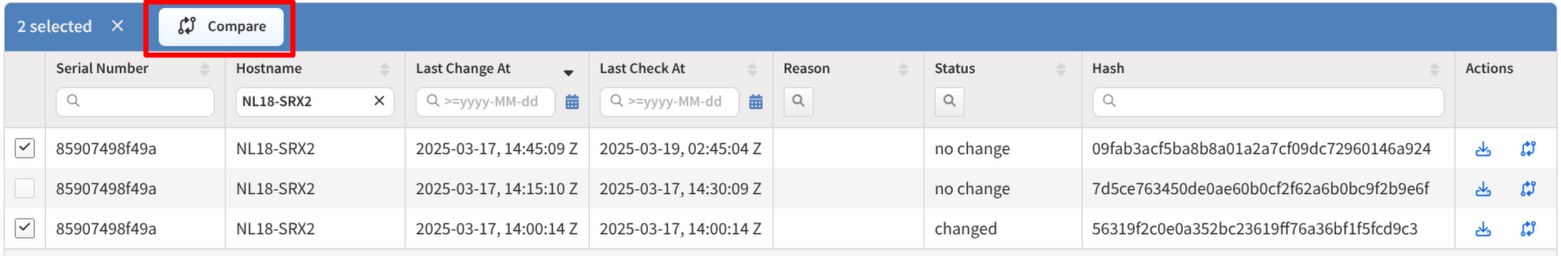 2 selected × Compare
Serial Number Hostname Last Change At Last Check At Reason Status Hash Actions
NL18-SRX2 × >=yyyy-MM-dd >=yyyy-MM-dd
85907498f49a NL18-SRX2 2025-03-17, 14:45:09 Z 2025-03-19, 02:45:04 Z no change 09fab3acf5ba8b8a01a2a7cf09dc72960146a924
85907498f49a NL18-SRX2 2025-03-17, 14:15:10 Z 2025-03-17, 14:30:09 Z no change 7d5ce763450de0ae60b0cf2f62a6b0bc9f2b9e6f
85907498f49a NL18-SRX2 2025-03-17, 14:00:14 Z 2025-03-17, 14:00:14 Z changed 56319f2c0e0a352bc23619ff76a36bf1f5fcd9c3